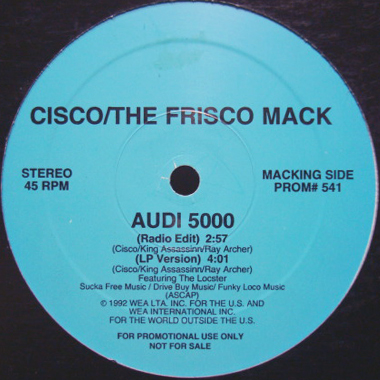 CISCO/THE FRISCO MACK
STEREO
45 RPM
MACKING SIDE
PROM# 541
AUDI 5000
(Radio Edit) 2:57
(Cisco/King Assassinn/Ray Archer)
(LP Version) 4:01
(Cisco/King Assassinn/Ray Archer)
Featuring The Locster
Sucka Free Music / Drive Buy Music/ Funky Loco Music
(ASCAP)
© 1992 WEA LTA. INC. FOR THE U.S. AND
WEA INTERNATIONAL INC.
FOR THE WORLD OUTSIDE THE U.S.
FOR PROMOTIONAL USE ONLY
NOT FOR SALE